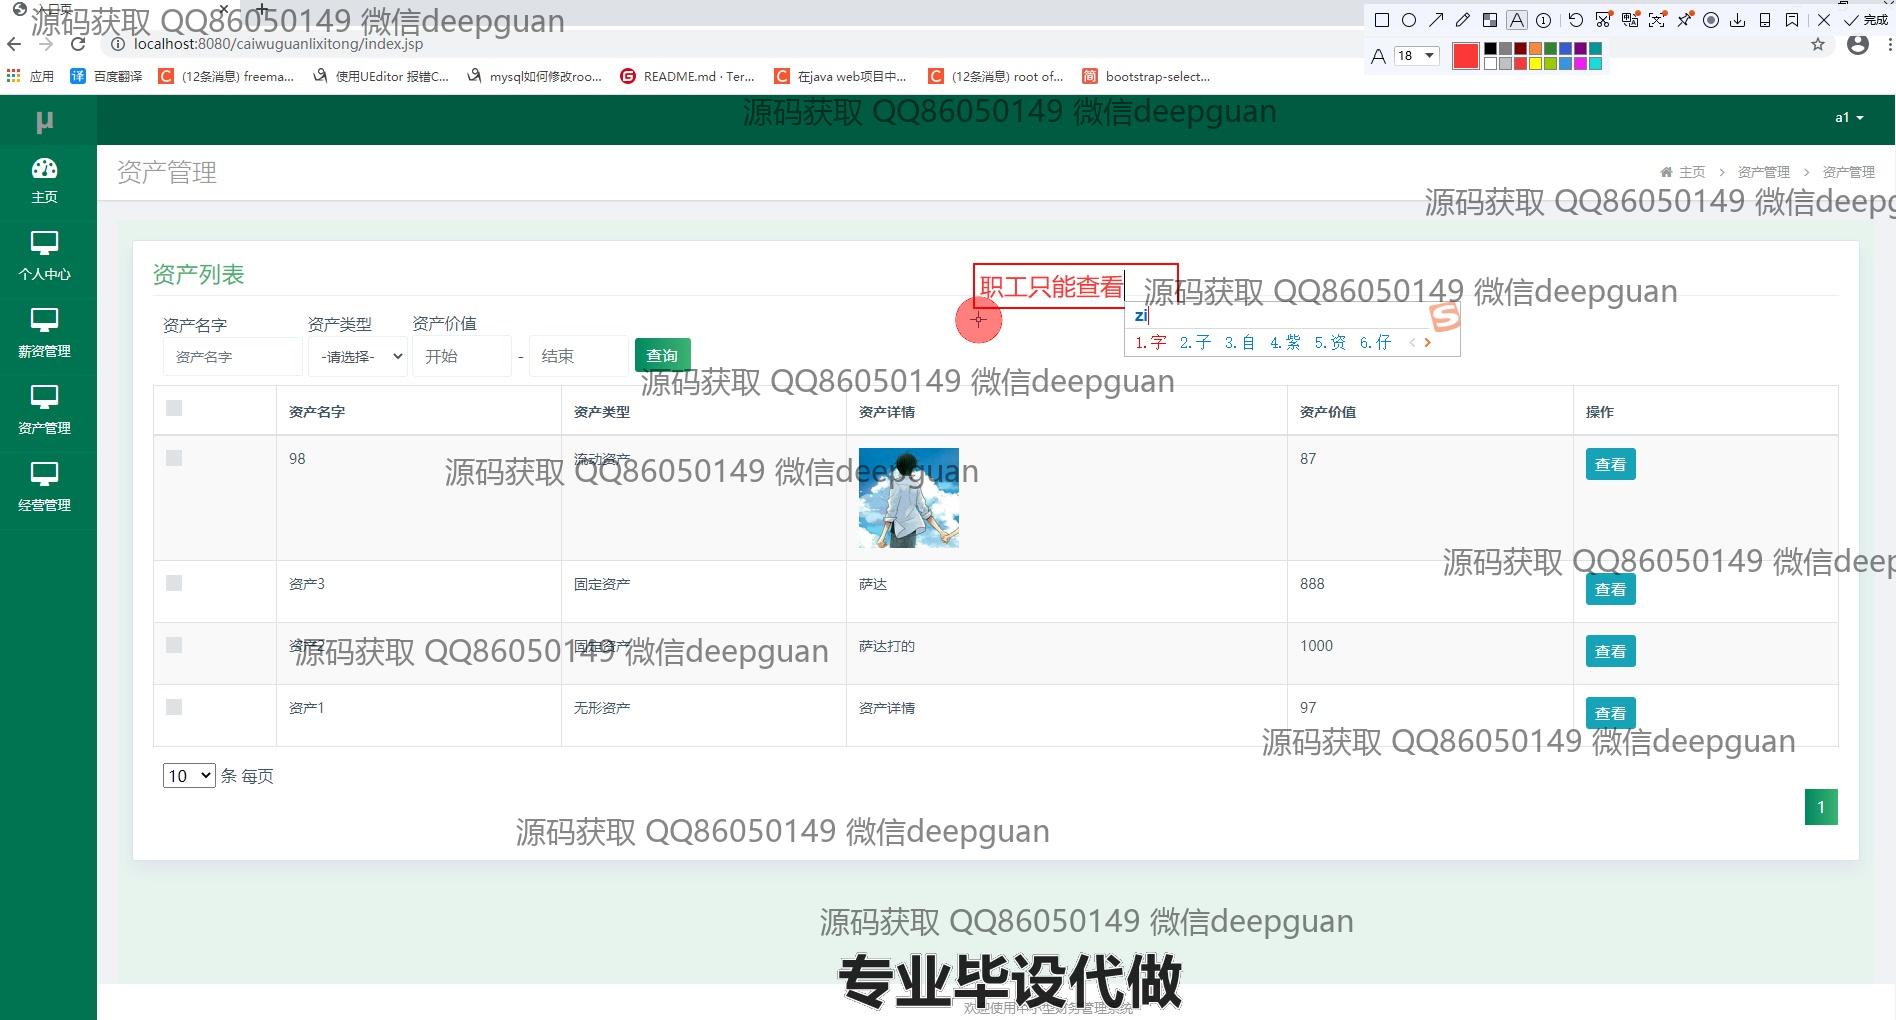 入口页
源码获取 QQ86050149 微信deepguan
完成
localhost:8080/caiwuguanlixitong/index.jsp
A 18
应用 百度翻译 (12条消息) freema... 使用UEditor 报错C... mysql如何修改roo... README.md · Ter... 在java web项目中... (12条消息) root of... bootstrap-select...
源码获取 QQ86050149 微信deepguan
μ
a1
主页
个人中心
薪资管理
资产管理
经营管理
资产管理
主页 > 资产管理 > 资产管理
源码获取 QQ86050149 微信deepg
资产列表
职工只能查看
源码获取 QQ86050149 微信deepguan
zi
1.字 2.子 3.自 4.紫 5.资 6.仔
资产名字 资产类型 资产价值
资产名字 -请选择- 开始 - 结束 查询
源码获取 QQ86050149 微信deepguan
资产名字 资产类型 资产详情 资产价值 操作
98 流动资产 87 查看
源码获取 QQ86050149 微信deepguan
源码获取 QQ86050149 微信deep
资产3 固定资产 萨达 888 查看
资产2 固定资产 萨达打的 1000 查看
源码获取 QQ86050149 微信deepguan
资产1 无形资产 资产详情 97 查看
源码获取 QQ86050149 微信deepguan
10 条 每页
1
源码获取 QQ86050149 微信deepguan
源码获取 QQ86050149 微信deepguan
专业毕设代做
欢迎使用中小型财务管理系统